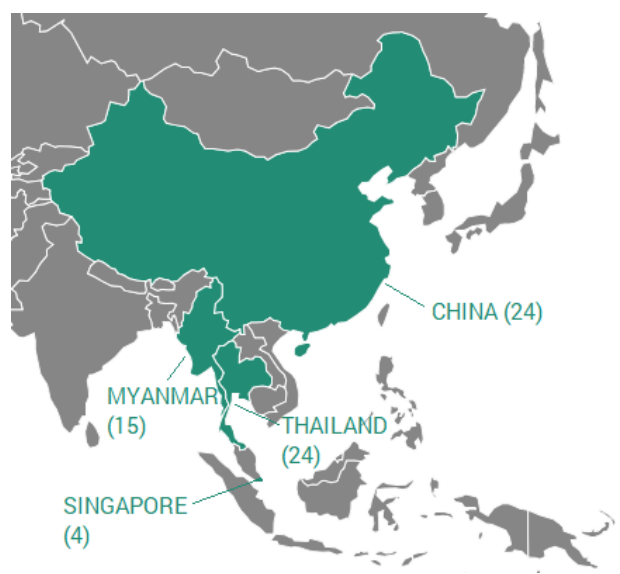 CHINA (24)
MYANMAR
(15)
THAILAND
(24)
SINGAPORE
(4)